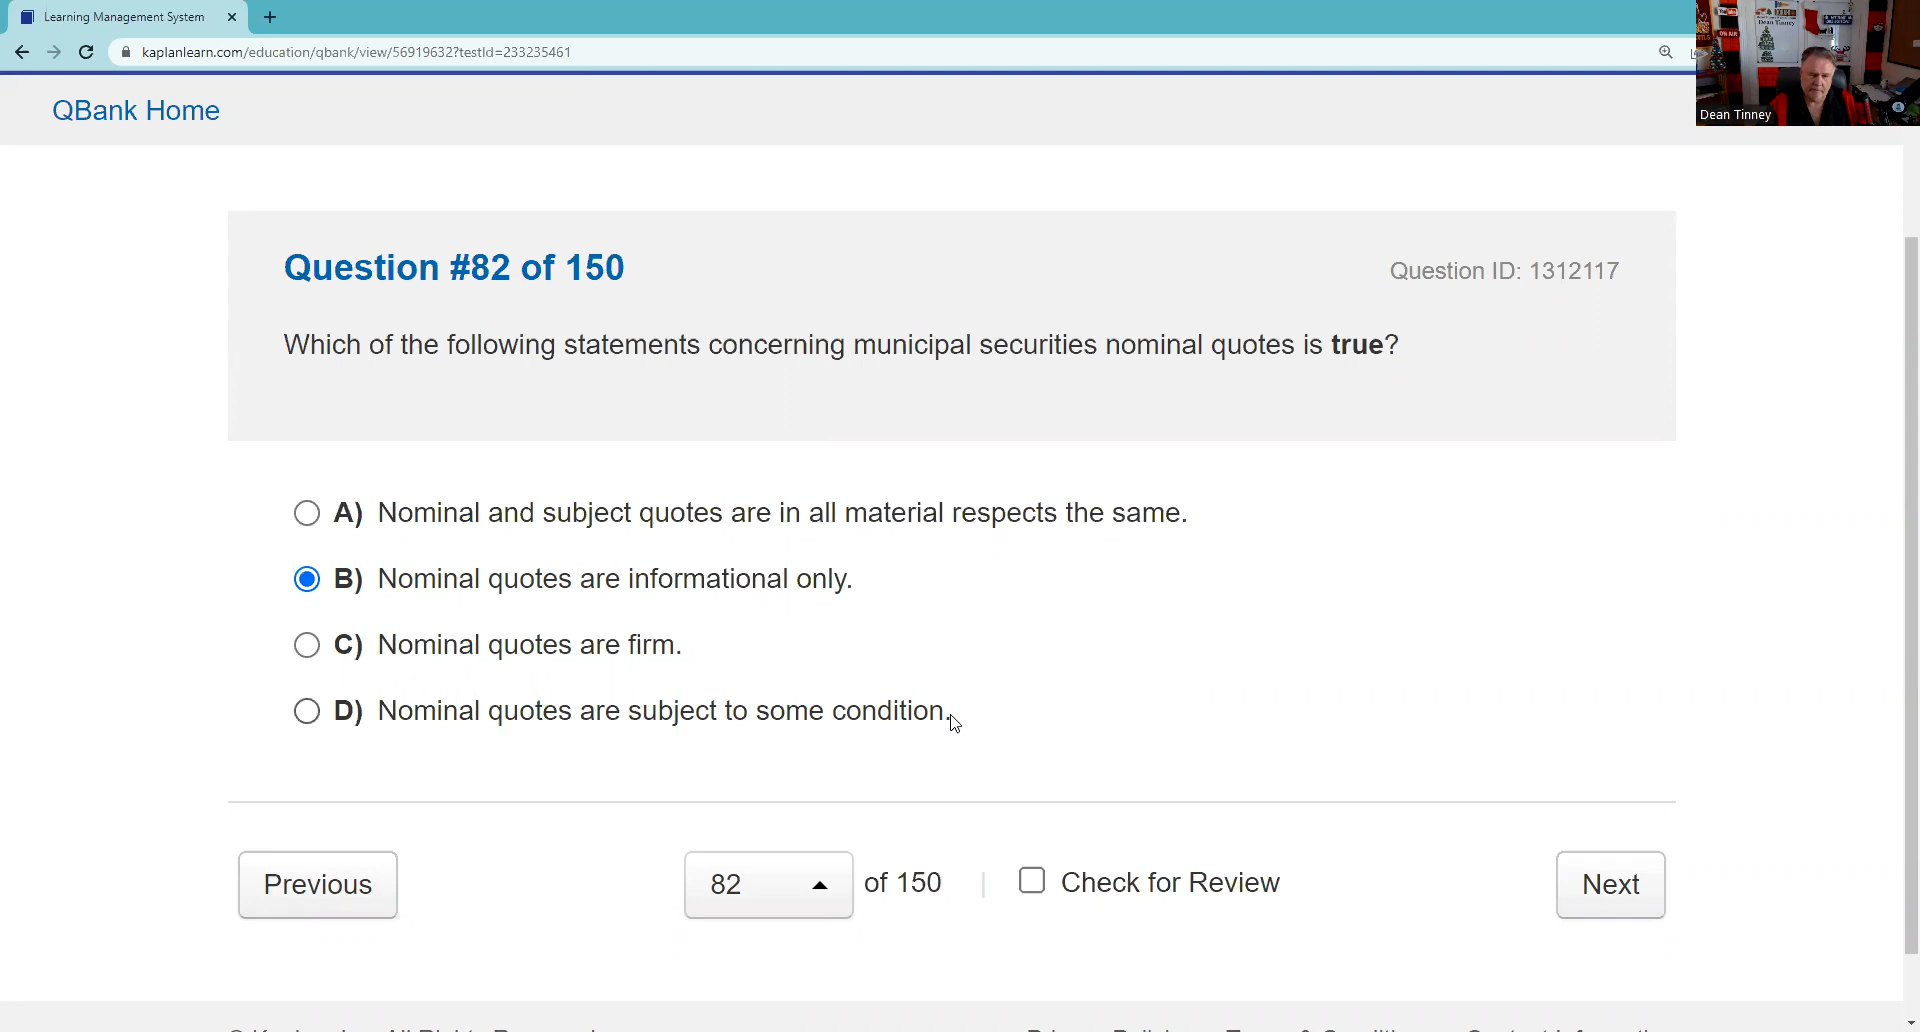 Learning Management System
kaplanlearn.com/education/qbank/view/56919632?testId=233235461
ON AIR
Dean Tinney
QBank Home
Question #82 of 150
Question ID: 1312117
Which of the following statements concerning municipal securities nominal quotes is true?
A) Nominal and subject quotes are in all material respects the same.
B) Nominal quotes are informational only.
C) Nominal quotes are firm.
D) Nominal quotes are subject to some condition.
Previous
82
of 150
Check for Review
Next